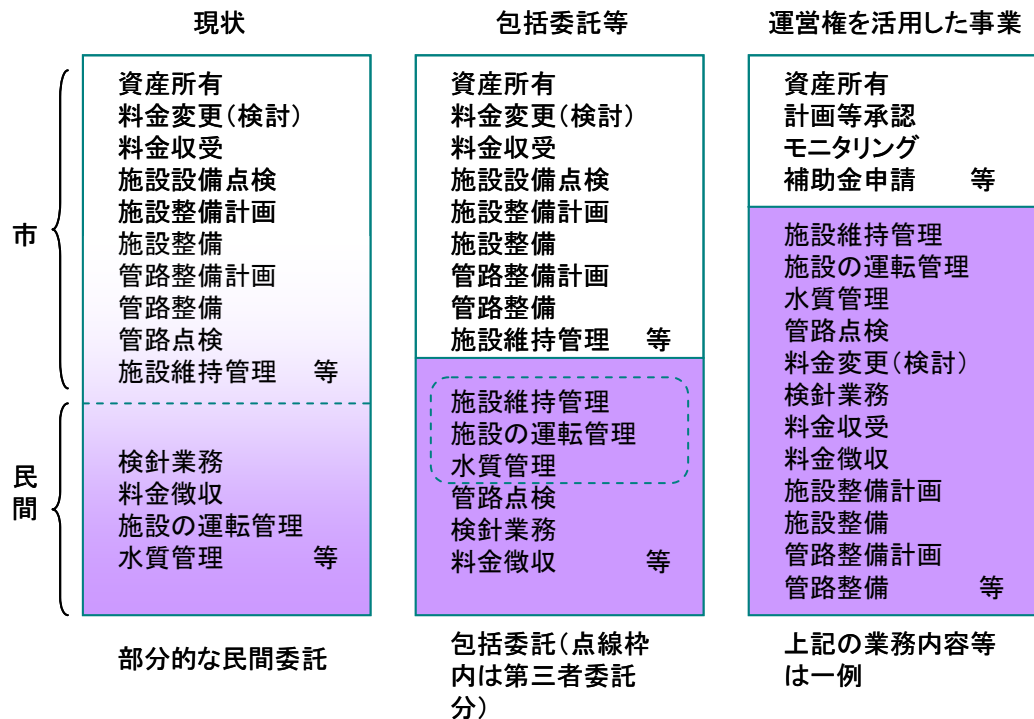 現状
市
資産所有
料金変更(検討)
料金収受
施設設備点検
施設整備計画
施設整備
管路整備計画
管路整備
管路点検
施設維持管理 等
民間
検針業務
料金徴収
施設の運転管理
水質管理 等
部分的な民間委託
包括委託等
資産所有
料金変更(検討)
料金収受
施設設備点検
施設整備計画
施設整備
管路整備計画
管路整備
施設維持管理 等
施設維持管理
施設の運転管理
水質管理
管路点検
検針業務
料金徴収 等
包括委託(点線枠
内は第三者委託
分)
運営権を活用した事業
資産所有
計画等承認
モニタリング
補助金申請 等
施設維持管理
施設の運転管理
水質管理
管路点検
料金変更(検討)
検針業務
料金収受
料金徴収
施設整備計画
施設整備
管路整備計画
管路整備 等
上記の業務内容等
は一例